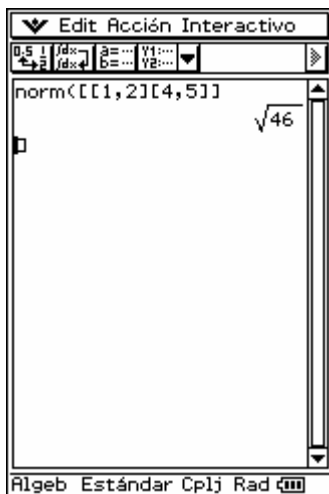 Edit Acción Interactivo
norm([[1,2][4,5]]
√46
Algeb Estándar Cplj Rad